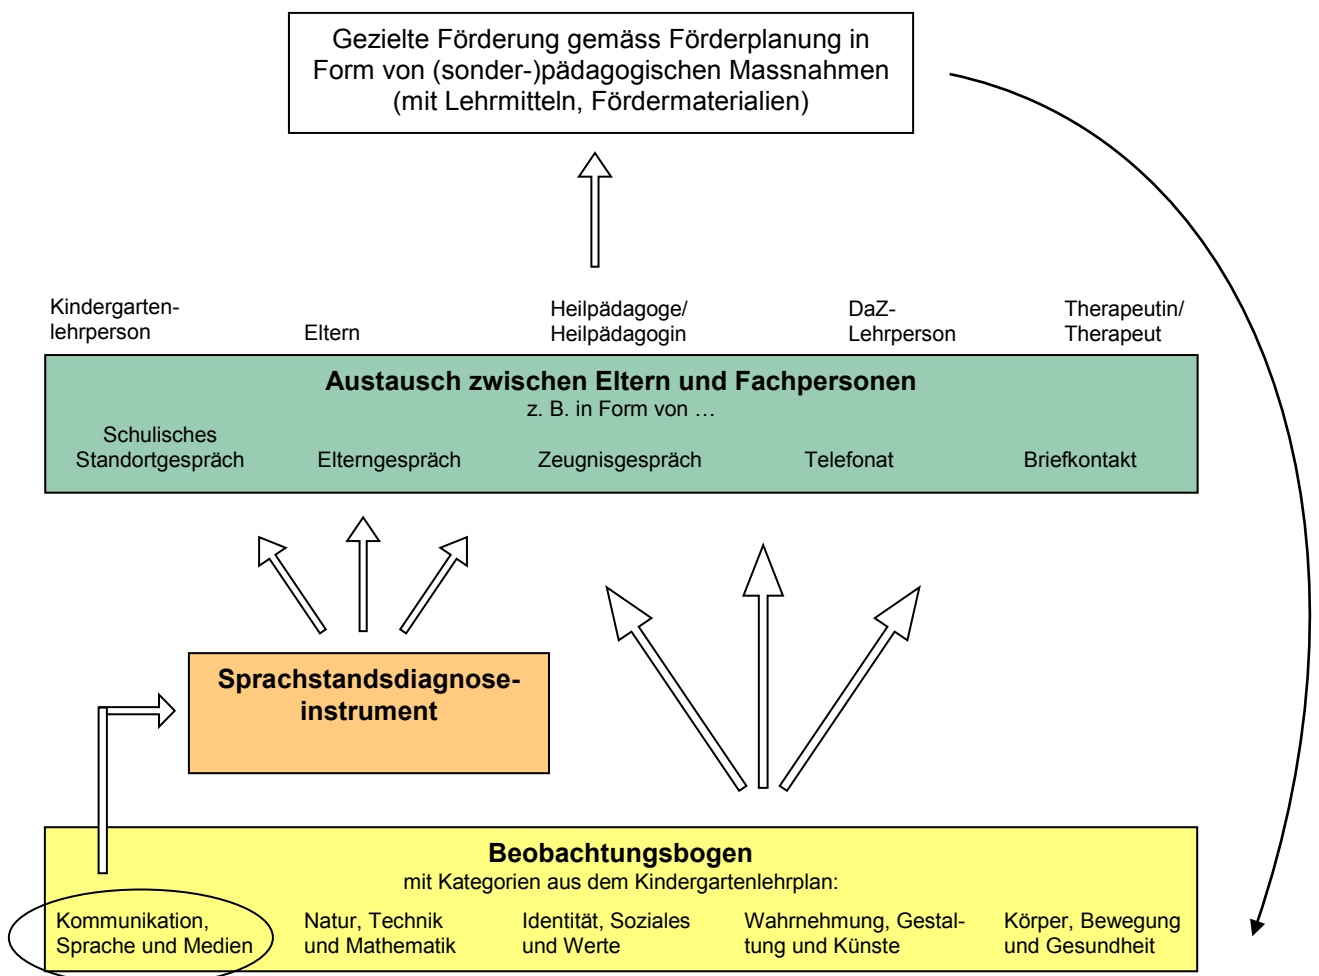 Gezielte Förderung gemäss Förderplanung in
Form von (sonder-)pädagogischen Massnahmen
(mit Lehrmitteln, Fördermaterialien)
Kindergarten-
lehrperson
Eltern
Heilpädagoge/
Heilpädagogin
DaZ-
Lehrperson
Therapeutin/
Therapeut
Austausch zwischen Eltern und Fachpersonen
z. B. in Form von …
Schulisches
Standortgespräch
Elterngespräch
Zeugnisgespräch
Telefonat
Briefkontakt
Sprachstandsdiagnose-
instrument
Beobachtungsbogen
mit Kategorien aus dem Kindergartenlehrplan:
Kommunikation,
Sprache und Medien
Natur, Technik
und Mathematik
Identität, Soziales
und Werte
Wahrnehmung, Gestal-
tung und Künste
Körper, Bewegung
und Gesundheit